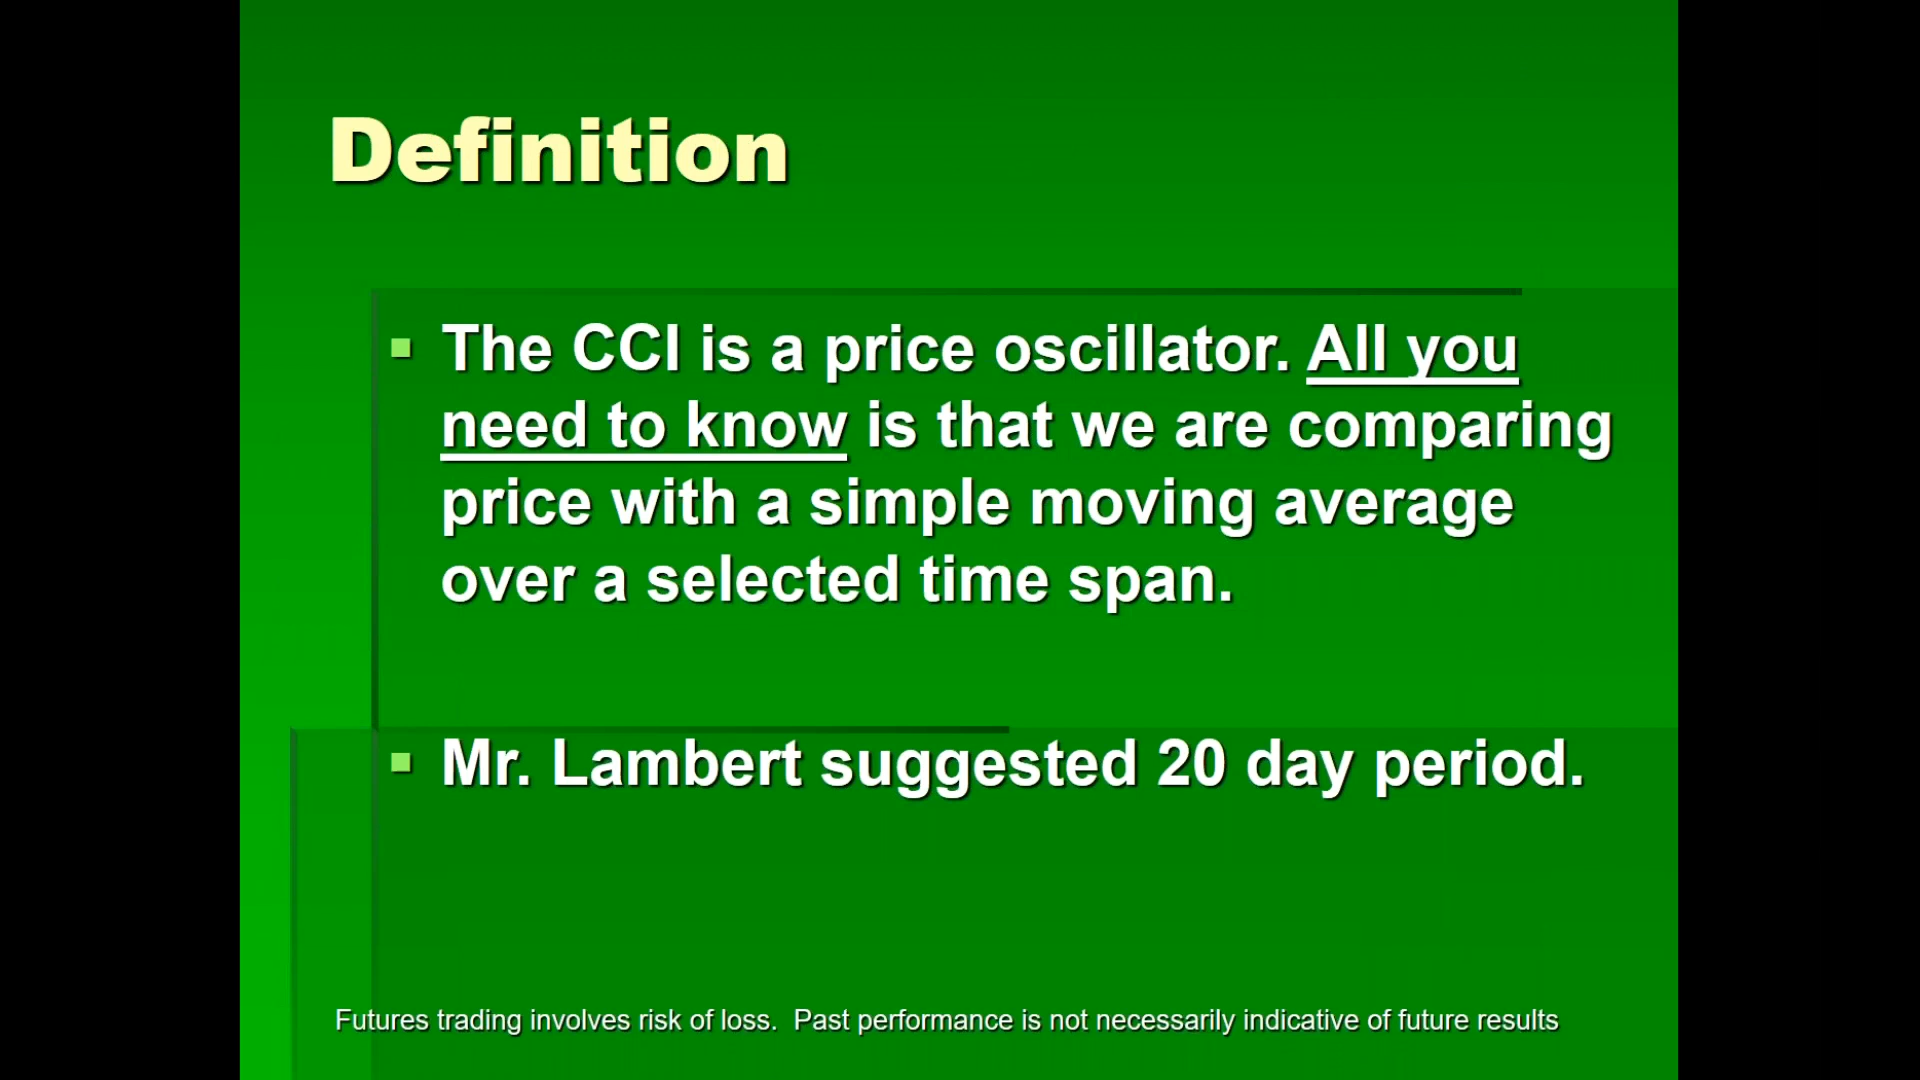 Definition
The CCI is a price oscillator. All you
need to know is that we are comparing
price with a simple moving average
over a selected time span.
Mr. Lambert suggested 20 day period.
Futures trading involves risk of loss.  Past performance is not necessarily indicative of future results